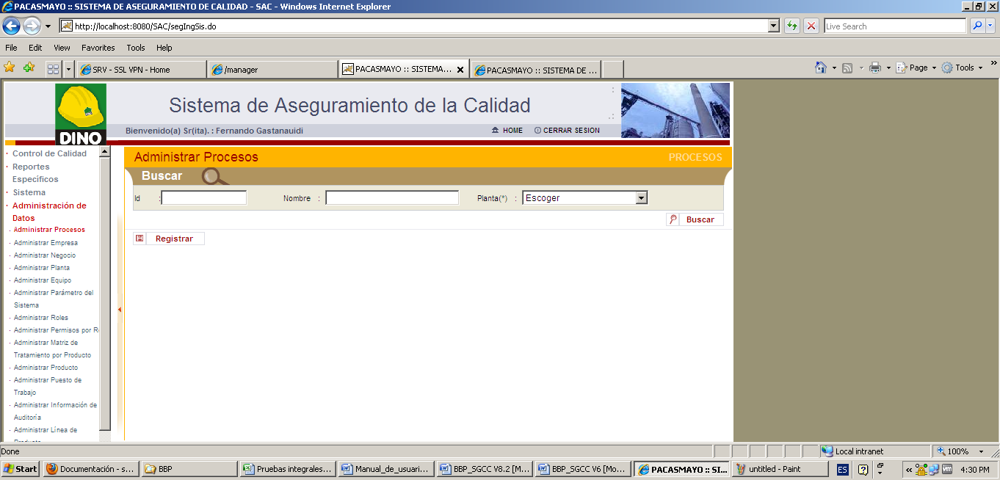 PACASMAYO :: SISTEMA DE ASEGURAMIENTO DE CALIDAD - SAC - Windows Internet Explorer
http://localhost:8080/SAC/segIngSis.do
Live Search
File Edit View Favorites Tools Help
SRV - SSL VPN - Home
/manager
PACASMAYO :: SISTEMA...
PACASMAYO :: SISTEMA DE ...
Page
Tools
DINO
Sistema de Aseguramiento de la Calidad
Bienvenido(a) Sr(ita). : Fernando Gastanauidi
HOME
CERRAR SESION
· Control de Calidad
· Reportes
Específicos
· Sistema
· Administración de
Datos
· Administrar Procesos
· Administrar Empresa
· Administrar Negocio
· Administrar Planta
· Administrar Equipo
· Administrar Parámetro del
Sistema
· Administrar Roles
· Administrar Permisos por R
· Administrar Matriz de
Tratamiento por Producto
· Administrar Producto
· Administrar Puesto de
Trabajo
· Administrar Información de
Auditoría
· Administrar Línea de
Administrar Procesos
PROCESOS
Buscar
Id :
Nombre :
Planta(*) : Escoger
Buscar
Registrar
Done
Local intranet
100%
Start
Documentación - s...
BBP
Pruebas integrales...
Manual_de_usuari...
BBP_SGCC V8.2 [M...
BBP_SGCC V6 [Mo...
PACASMAYO :: SI...
untitled - Paint
ES
4:30 PM